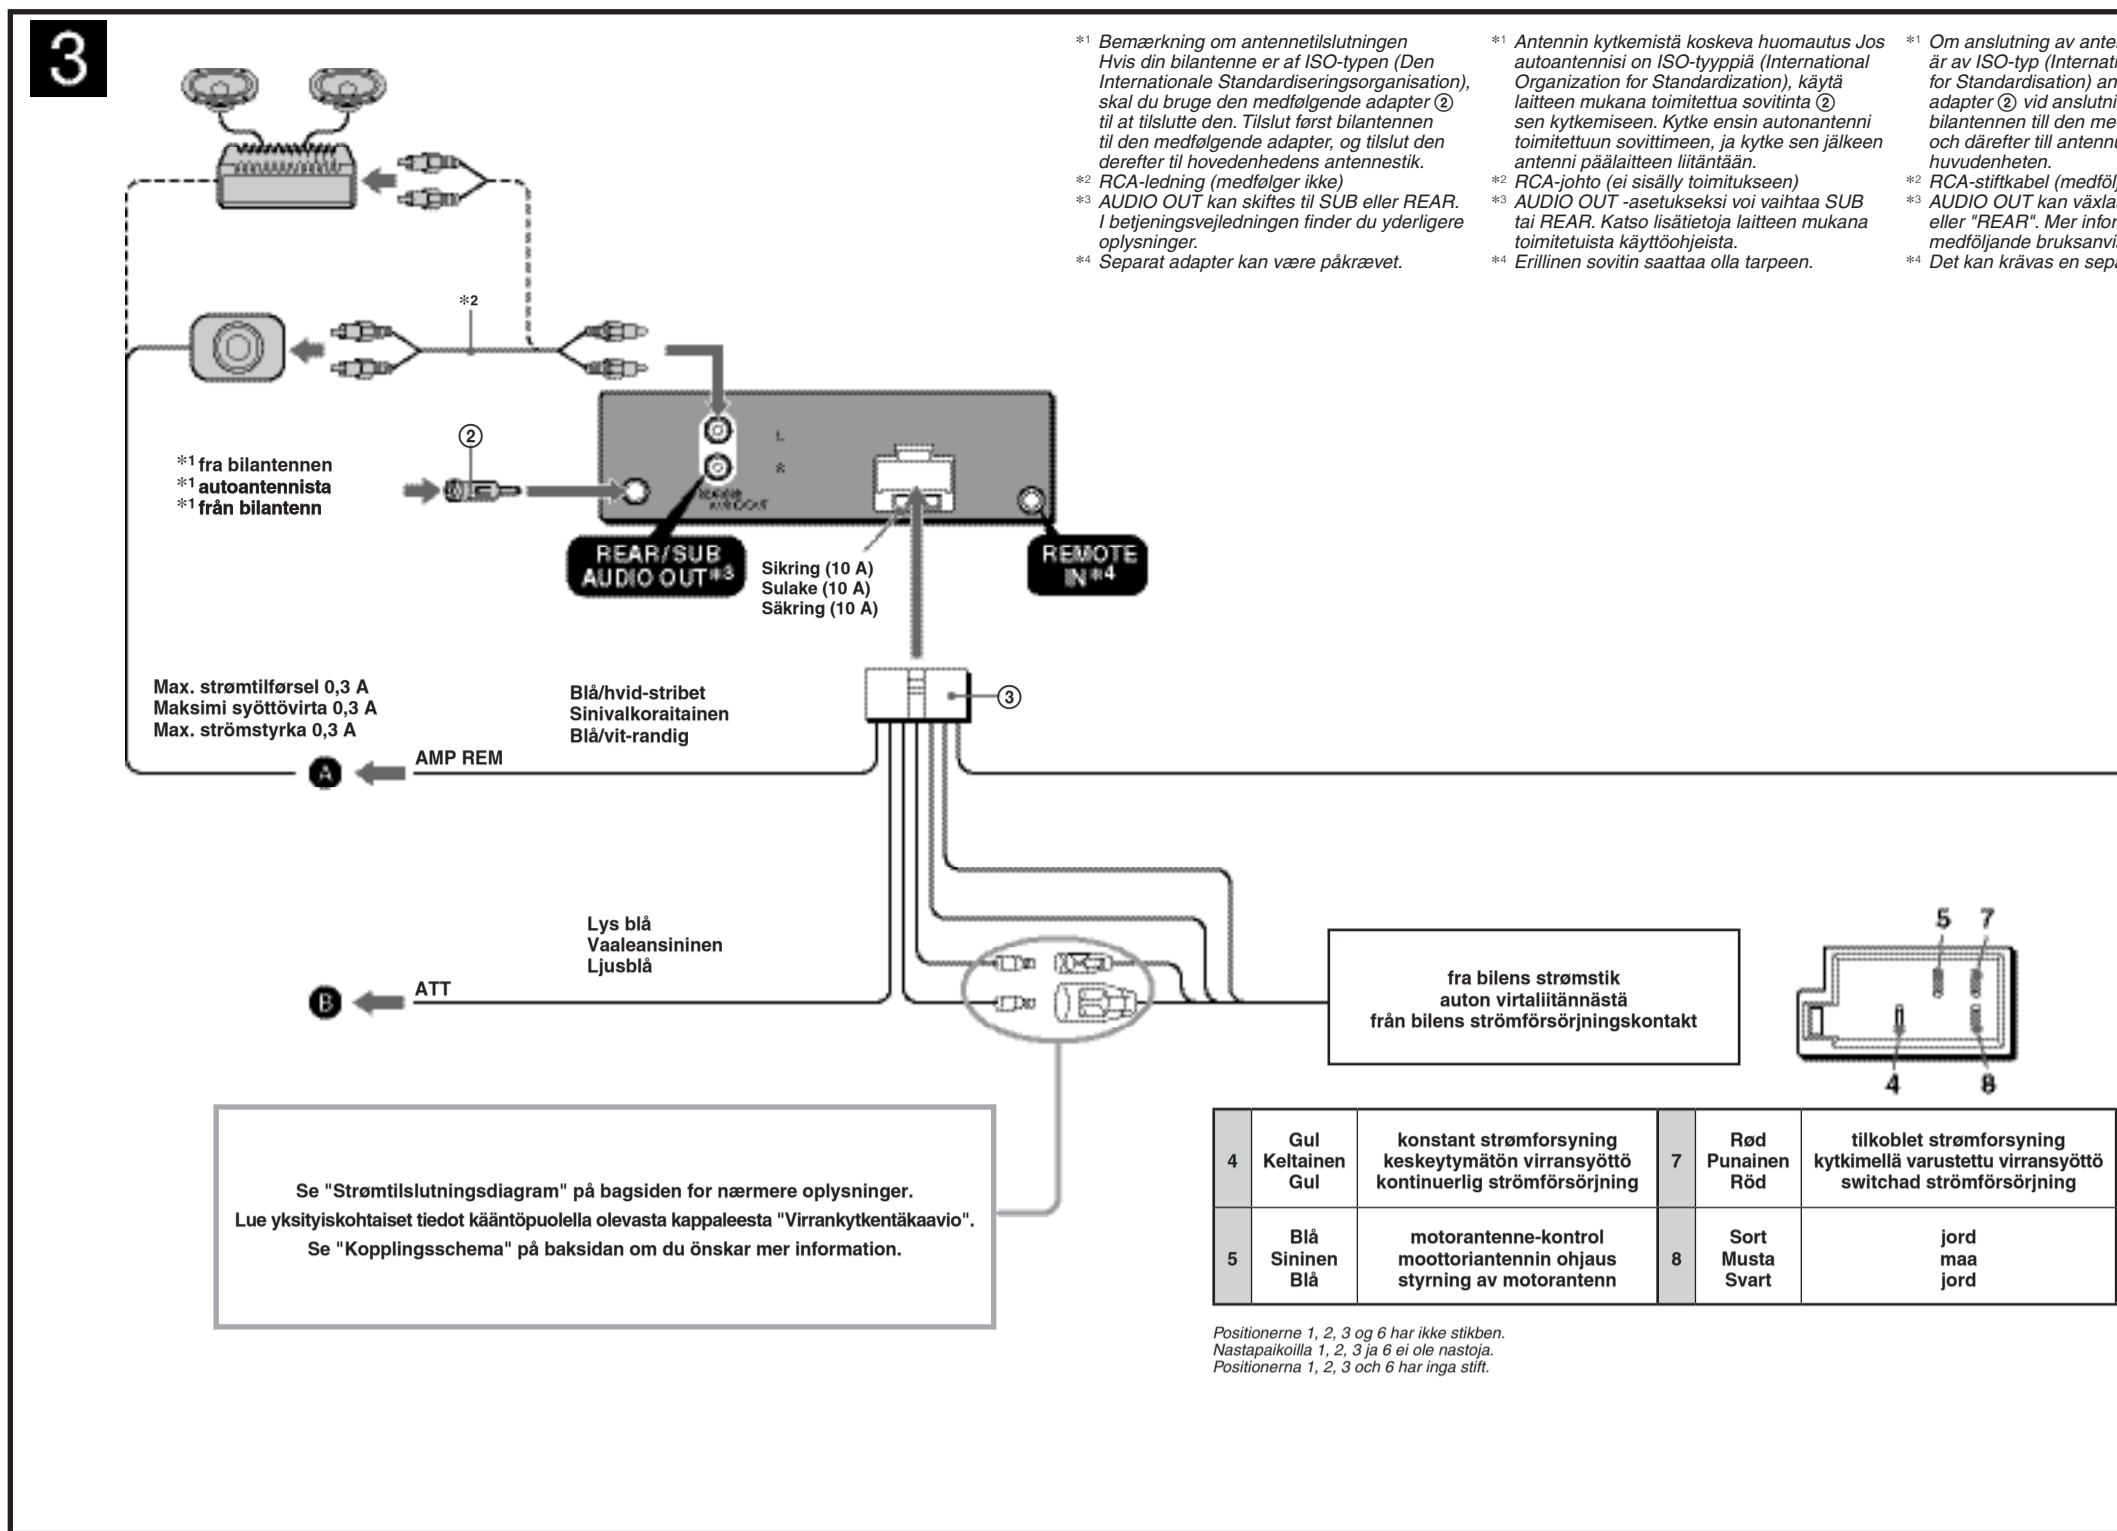 3
*1 Bemærkning om antennetilslutningen
Hvis din bilantenne er af ISO-typen (Den
Internationale Standardiseringsorganisation),
skal du bruge den medfølgende adapter ②
til at tilslutte den. Tilslut først bilantennen
til den medfølgende adapter, og tilslut den
derefter til hovedenhedens antennestik.
*2 RCA-ledning (medfølger ikke)
*3 AUDIO OUT kan skiftes til SUB eller REAR.
I betjeningsvejledningen finder du yderligere
oplysninger.
*4 Separat adapter kan være påkrævet.
*1 Antennin kytkemistä koskeva huomautus Jos
autoantennisi on ISO-tyyppiä (International
Organization for Standardization), käytä
laitteen mukana toimitettua sovitinta ②
sen kytkemiseen. Kytke ensin autonantenni
toimitettuun sovittimeen, ja kytke sen jälkeen
antenni päälaitteen liitäntään.
*2 RCA-johto (ei sisälly toimitukseen)
*3 AUDIO OUT -asetukseksi voi vaihtaa SUB
tai REAR. Katso lisätietoja laitteen mukana
toimitetuista käyttöohjeista.
*4 Erillinen sovitin saattaa olla tarpeen.
*1 Om anslutning av
är av ISO-typ
for Standardisation)
adapter ② vid
bilantennen till den
och därefter till
huvudenheten.
*2 RCA-stiftkabel
*3 AUDIO OUT kan
eller "REAR". Mer
medföljande
*4 Det kan krävas en
*2
②
*1 fra bilantennen
*1 autoantennista
*1 från bilantenn
L
R
AUDIO OUT
REAR/SUB
AUDIO OUT*3
Sikring (10 A)
Sulake (10 A)
Säkring (10 A)
REMOTE
IN*4
Max. strømtilførsel 0,3 A
Maksimi syöttövirta 0,3 A
Max. strömstyrka 0,3 A
Blå/hvid-stribet
Sinivalkoraitainen
Blå/vit-randig
③
A
AMP REM
Lys blå
Vaaleansininen
Ljusblå
B
ATT
fra bilens strømstik
auton virtaliitännästä
från bilens strömförsörjningskontakt
5 7
4 8
Se "Strømtilslutningsdiagram" på bagsiden for nærmere oplysninger.
Lue yksityiskohtaiset tiedot kääntöpuolella olevasta kappaleesta "Virrankytkentäkaavio".
Se "Kopplingsschema" på baksidan om du önskar mer information.
4
Gul
Keltainen
Gul
konstant strømforsyning
keskeytymätön virransyöttö
kontinuerlig strömförsörjning
7
Rød
Punainen
Röd
tilkoblet strømforsyning
kytkimellä varustettu virransyöttö
switchad strömförsörjning
5
Blå
Sininen
Blå
motorantenne-kontrol
moottoriantennin ohjaus
styrning av motorantenn
8
Sort
Musta
Svart
jord
maa
jord
Positionerne 1, 2, 3 og 6 har ikke stikben.
Nastapaikoilla 1, 2, 3 ja 6 ei ole nastoja.
Positionerna 1, 2, 3 och 6 har inga stift.